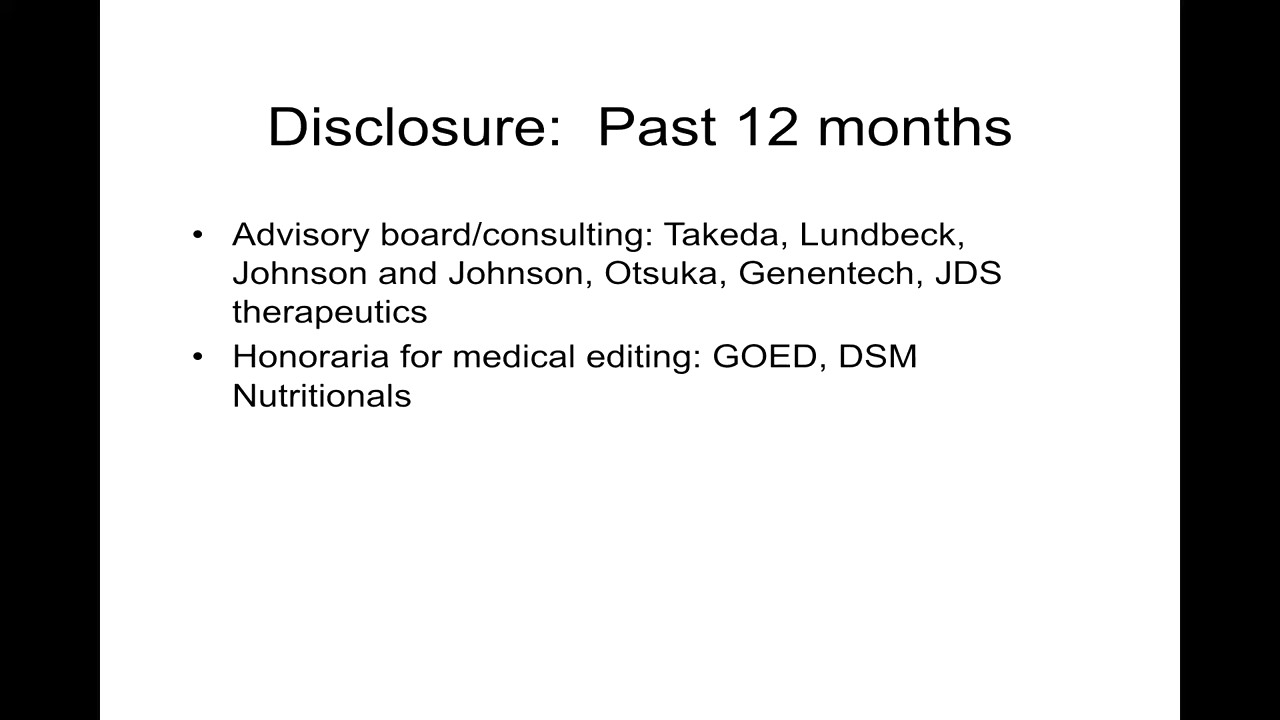 Disclosure:  Past 12 months
• Advisory board/consulting: Takeda, Lundbeck,
Johnson and Johnson, Otsuka, Genentech, JDS
therapeutics
• Honoraria for medical editing: GOED, DSM
Nutritionals